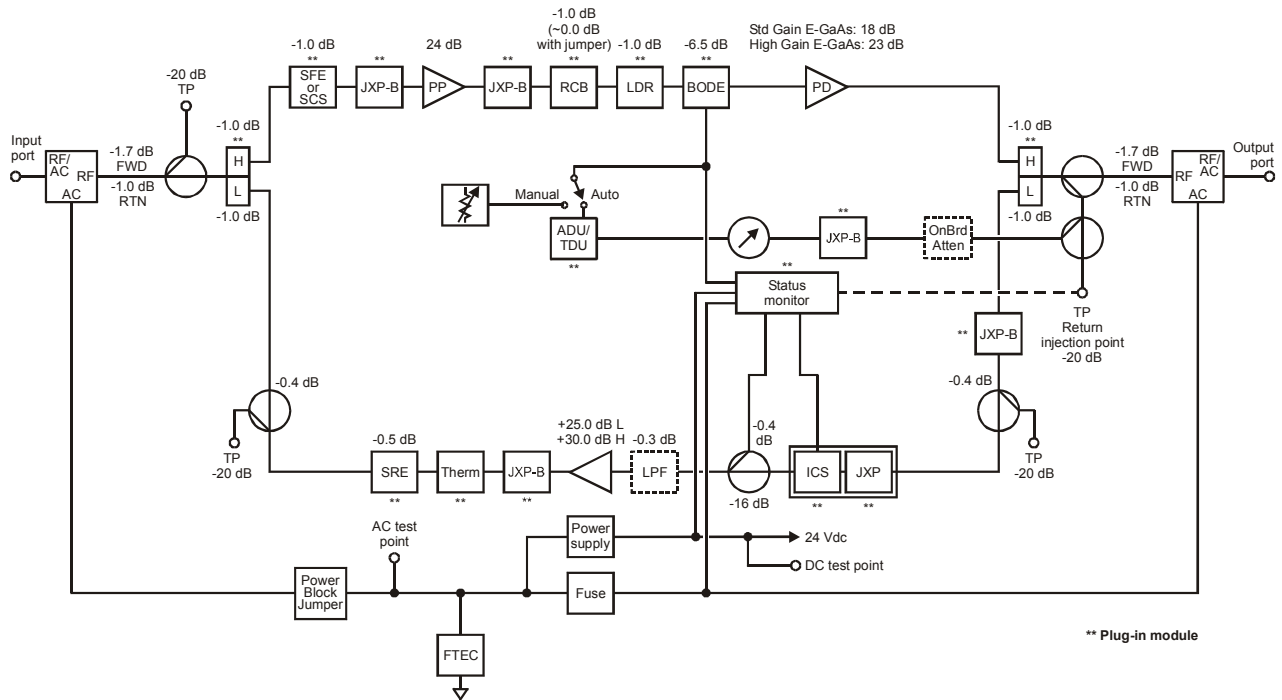 -1.0 dB
(~0.0 dB
with jumper)
-1.0 dB
**
24 dB
-1.0 dB
**
-6.5 dB
**
Std Gain E-GaAs: 18 dB
High Gain E-GaAs: 23 dB
-20 dB
TP
SFE
or
SCS
**
JXP-B
PP
**
JXP-B
**
RCB
LDR
BODE
PD
Input
port
RF/
AC
RF
AC
-1.7 dB
FWD
-1.0 dB
RTN
-1.0 dB
**
H
L
-1.0 dB
-1.0 dB
**
H
L
-1.0 dB
-1.7 dB
FWD
-1.0 dB
RTN
RF/
AC
RF
AC
Output
port
Manual
Auto
ADU/
TDU
**
**
JXP-B
OnBrd
Atten
**
Status
monitor
TP
Return
injection point
-20 dB
**
JXP-B
-0.4 dB
TP
-20 dB
-0.5 dB
SRE
**
Therm
**
JXP-B
**
+25.0 dB L
+30.0 dB H
-0.3 dB
LPF
-0.4
dB
-16 dB
ICS
**
JXP
**
-0.4 dB
TP
-20 dB
AC test
point
Power
supply
24 Vdc
DC test point
Power
Block
Jumper
Fuse
FTEC
** Plug-in module